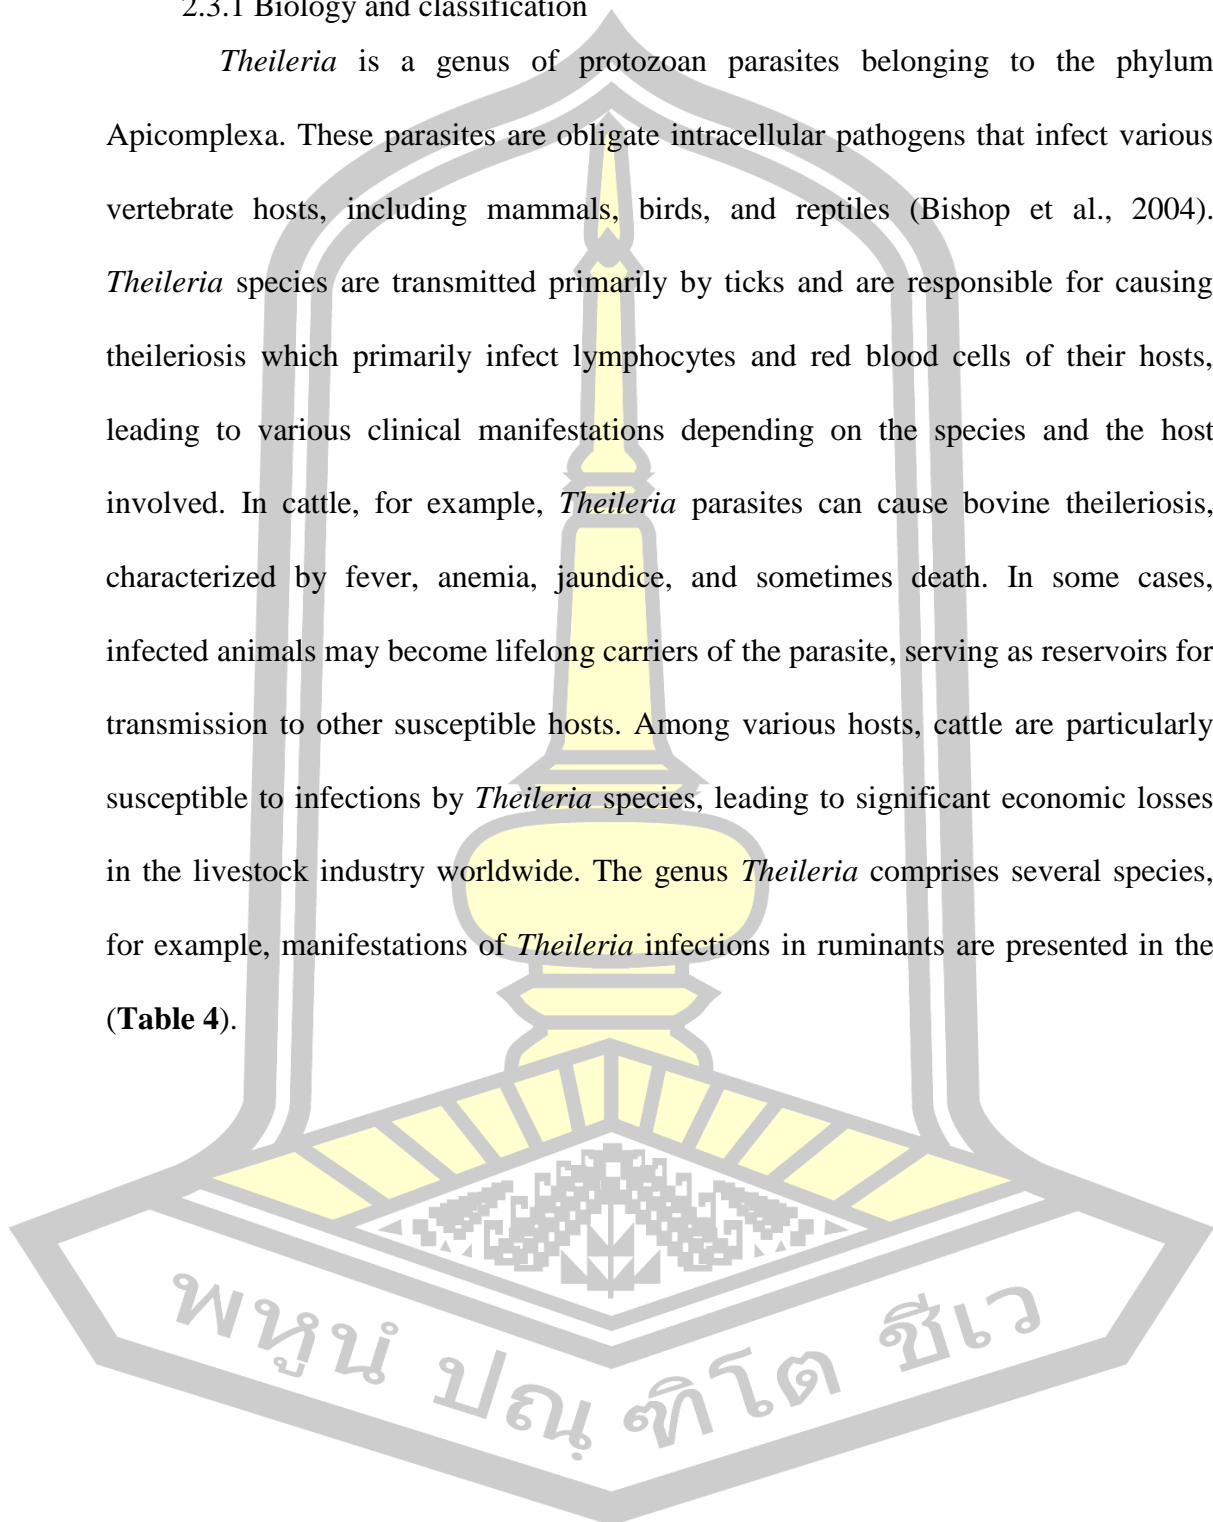 2.3.1 Biology and classification
Theileria is a genus of protozoan parasites belonging to the phylum
Apicomplexa. These parasites are obligate intracellular pathogens that infect various
vertebrate hosts, including mammals, birds, and reptiles (Bishop et al., 2004).
Theileria species are transmitted primarily by ticks and are responsible for causing
theileriosis which primarily infect lymphocytes and red blood cells of their hosts,
leading to various clinical manifestations depending on the species and the host
involved. In cattle, for example, Theileria parasites can cause bovine theileriosis,
characterized by fever, anemia, jaundice, and sometimes death. In some cases,
infected animals may become lifelong carriers of the parasite, serving as reservoirs for
transmission to other susceptible hosts. Among various hosts, cattle are particularly
susceptible to infections by Theileria species, leading to significant economic losses
in the livestock industry worldwide. The genus Theileria comprises several species,
for example, manifestations of Theileria infections in ruminants are presented in the
(Table 4).
พหูนํ ปณฺ ฑิโต ชีเว